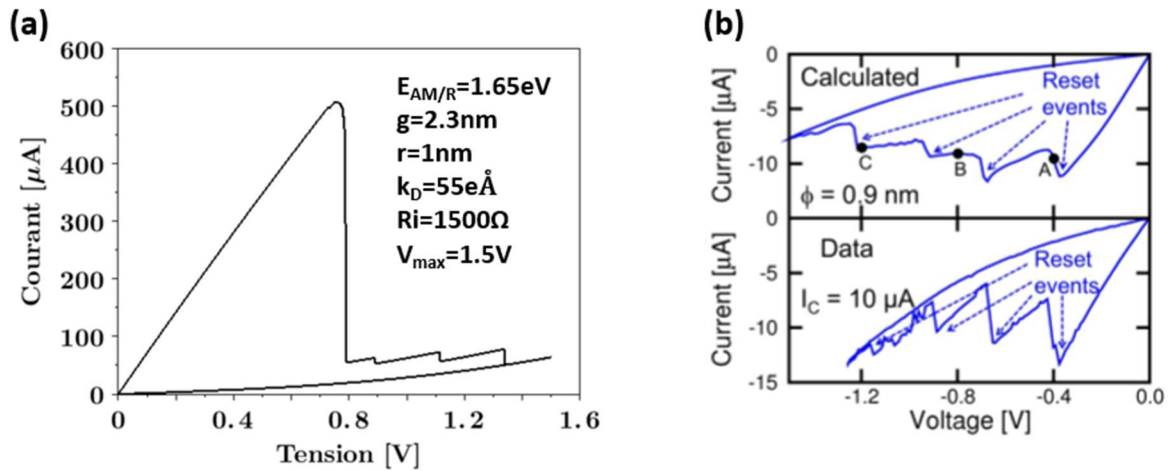 (a)
600
500
400
300
200
100
0
Courant [µA]
0
0.4
0.8
1.2
1.6
Tension [V]
E_AM/R=1.65eV
g=2.3nm
r=1nm
k_D=55eÅ
Ri=1500Ω
V_max=1.5V
(b)
0
-5
-10
Current [µA]
Calculated
Reset
events
C
B
A
ϕ = 0.9 nm
0
-5
-10
-15
Current [µA]
Data
Reset
events
I_C = 10 µA
-1.2
-0.8
-0.4
0.0
Voltage [V]